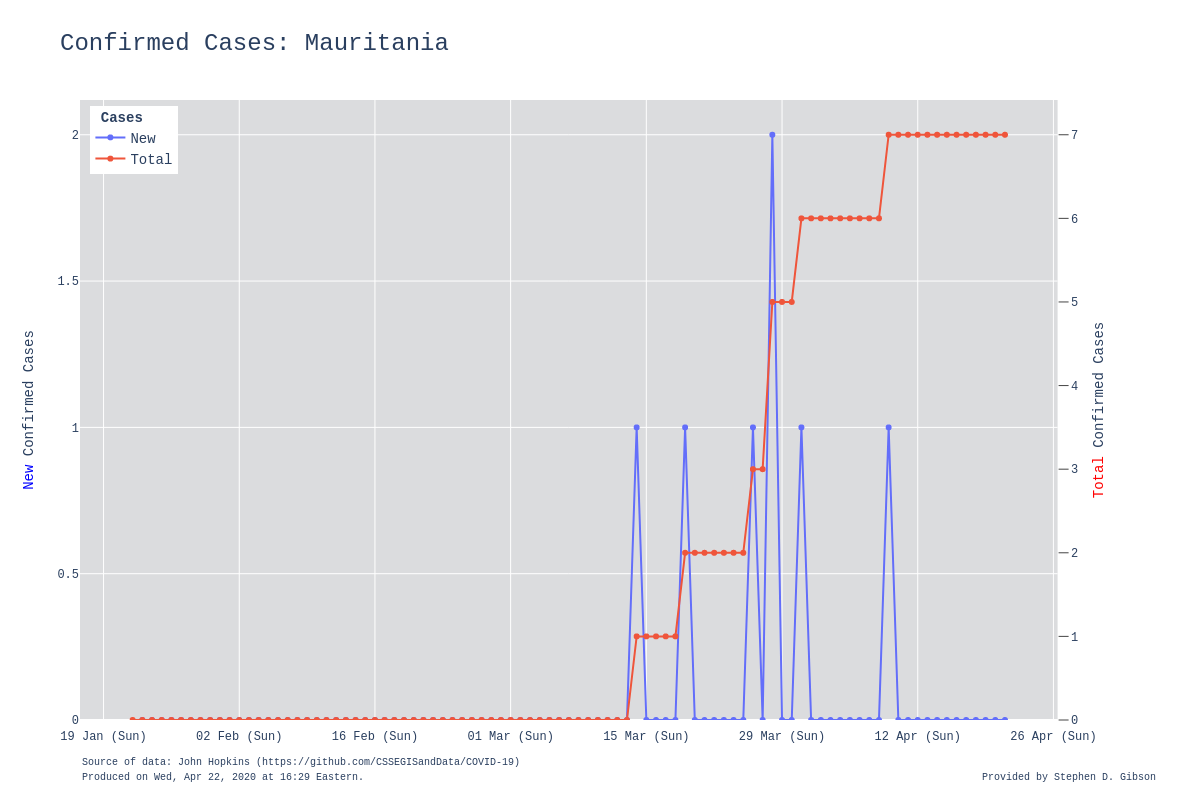 Confirmed Cases: Mauritania
Cases
New
Total
2
1.5
1
0.5
0
7
6
5
4
3
2
1
0
New Confirmed Cases
Total Confirmed Cases
19 Jan (Sun) 02 Feb (Sun) 16 Feb (Sun) 01 Mar (Sun) 15 Mar (Sun) 29 Mar (Sun) 12 Apr (Sun) 26 Apr (Sun)
Source of data: John Hopkins (https://github.com/CSSEGISandData/COVID-19)
Produced on Wed, Apr 22, 2020 at 16:29 Eastern.
Provided by Stephen D. Gibson